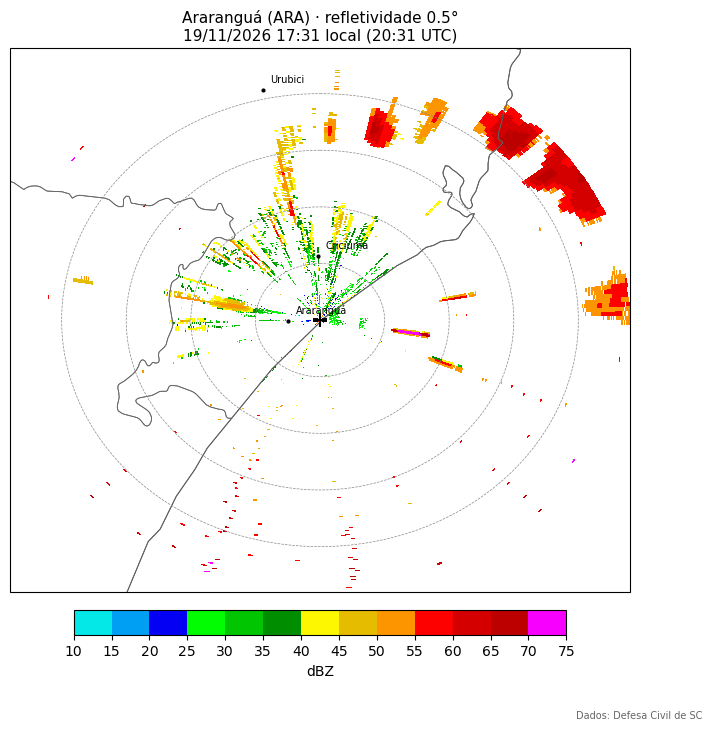 Araranguá (ARA) · refletividade 0.5°
19/11/2026 17:31 local (20:31 UTC)
Urubici
Criciúma
Araranguá
10 15 20 25 30 35 40 45 50 55 60 65 70 75
dBZ
Dados: Defesa Civil de SC